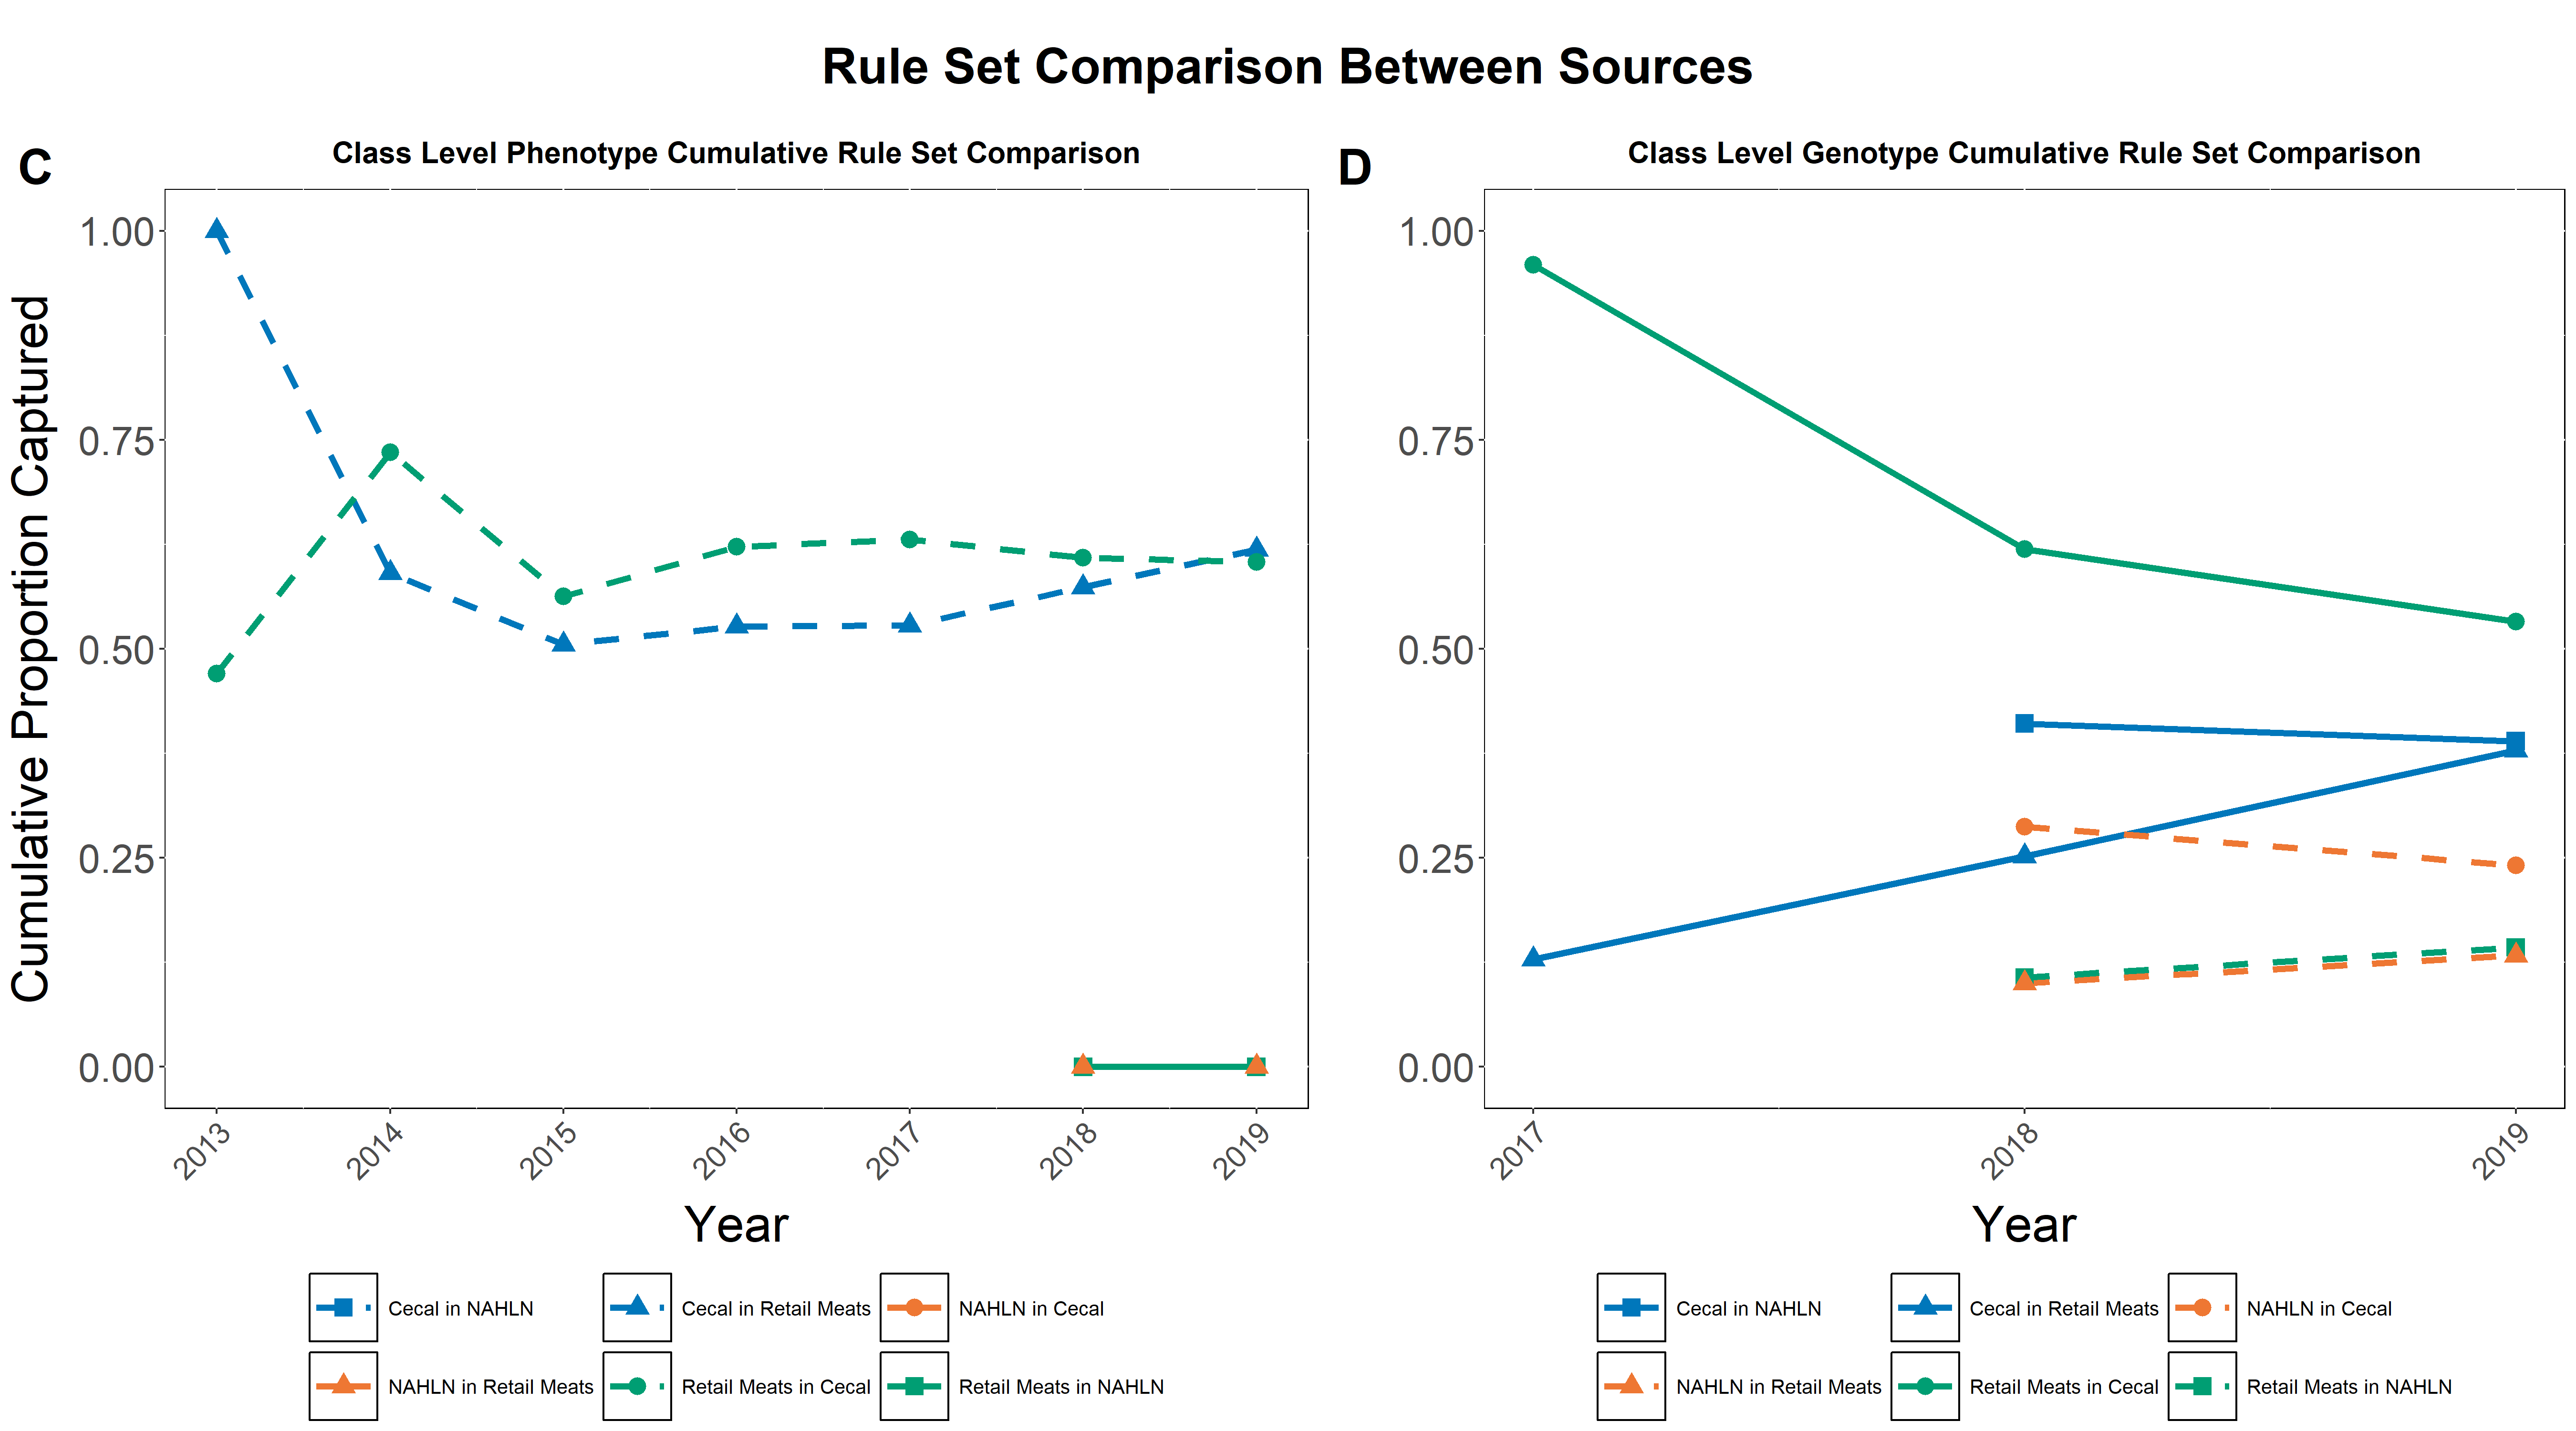 Rule Set Comparison Between Sources
C
Class Level Phenotype Cumulative Rule Set Comparison
Cumulative Proportion Captured
1.00
0.75
0.50
0.25
0.00
2013
2014
2015
2016
2017
2018
2019
Year
Cecal in NAHLN
Cecal in Retail Meats
NAHLN in Cecal
NAHLN in Retail Meats
Retail Meats in Cecal
Retail Meats in NAHLN
D
Class Level Genotype Cumulative Rule Set Comparison
1.00
0.75
0.50
0.25
0.00
2017
2018
2019
Year
Cecal in NAHLN
Cecal in Retail Meats
NAHLN in Cecal
NAHLN in Retail Meats
Retail Meats in Cecal
Retail Meats in NAHLN